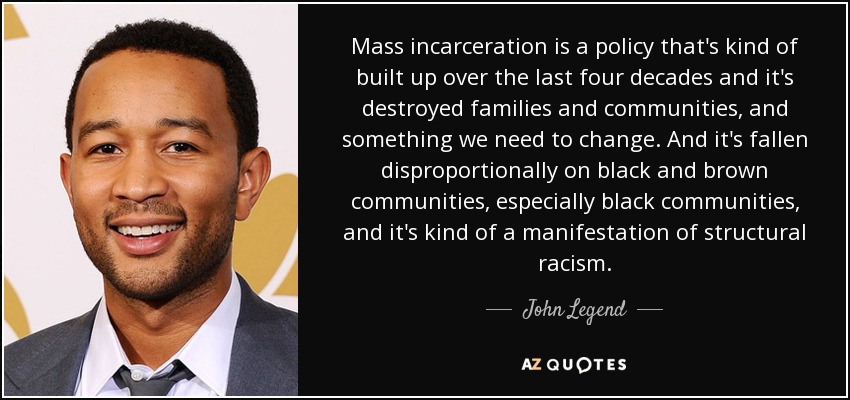 Mass incarceration is a policy that's kind of
built up over the last four decades and it's
destroyed families and communities, and
something we need to change. And it's fallen
disproportionally on black and brown
communities, especially black communities,
and it's kind of a manifestation of structural
racism.
John Legend
AZ QUOTES